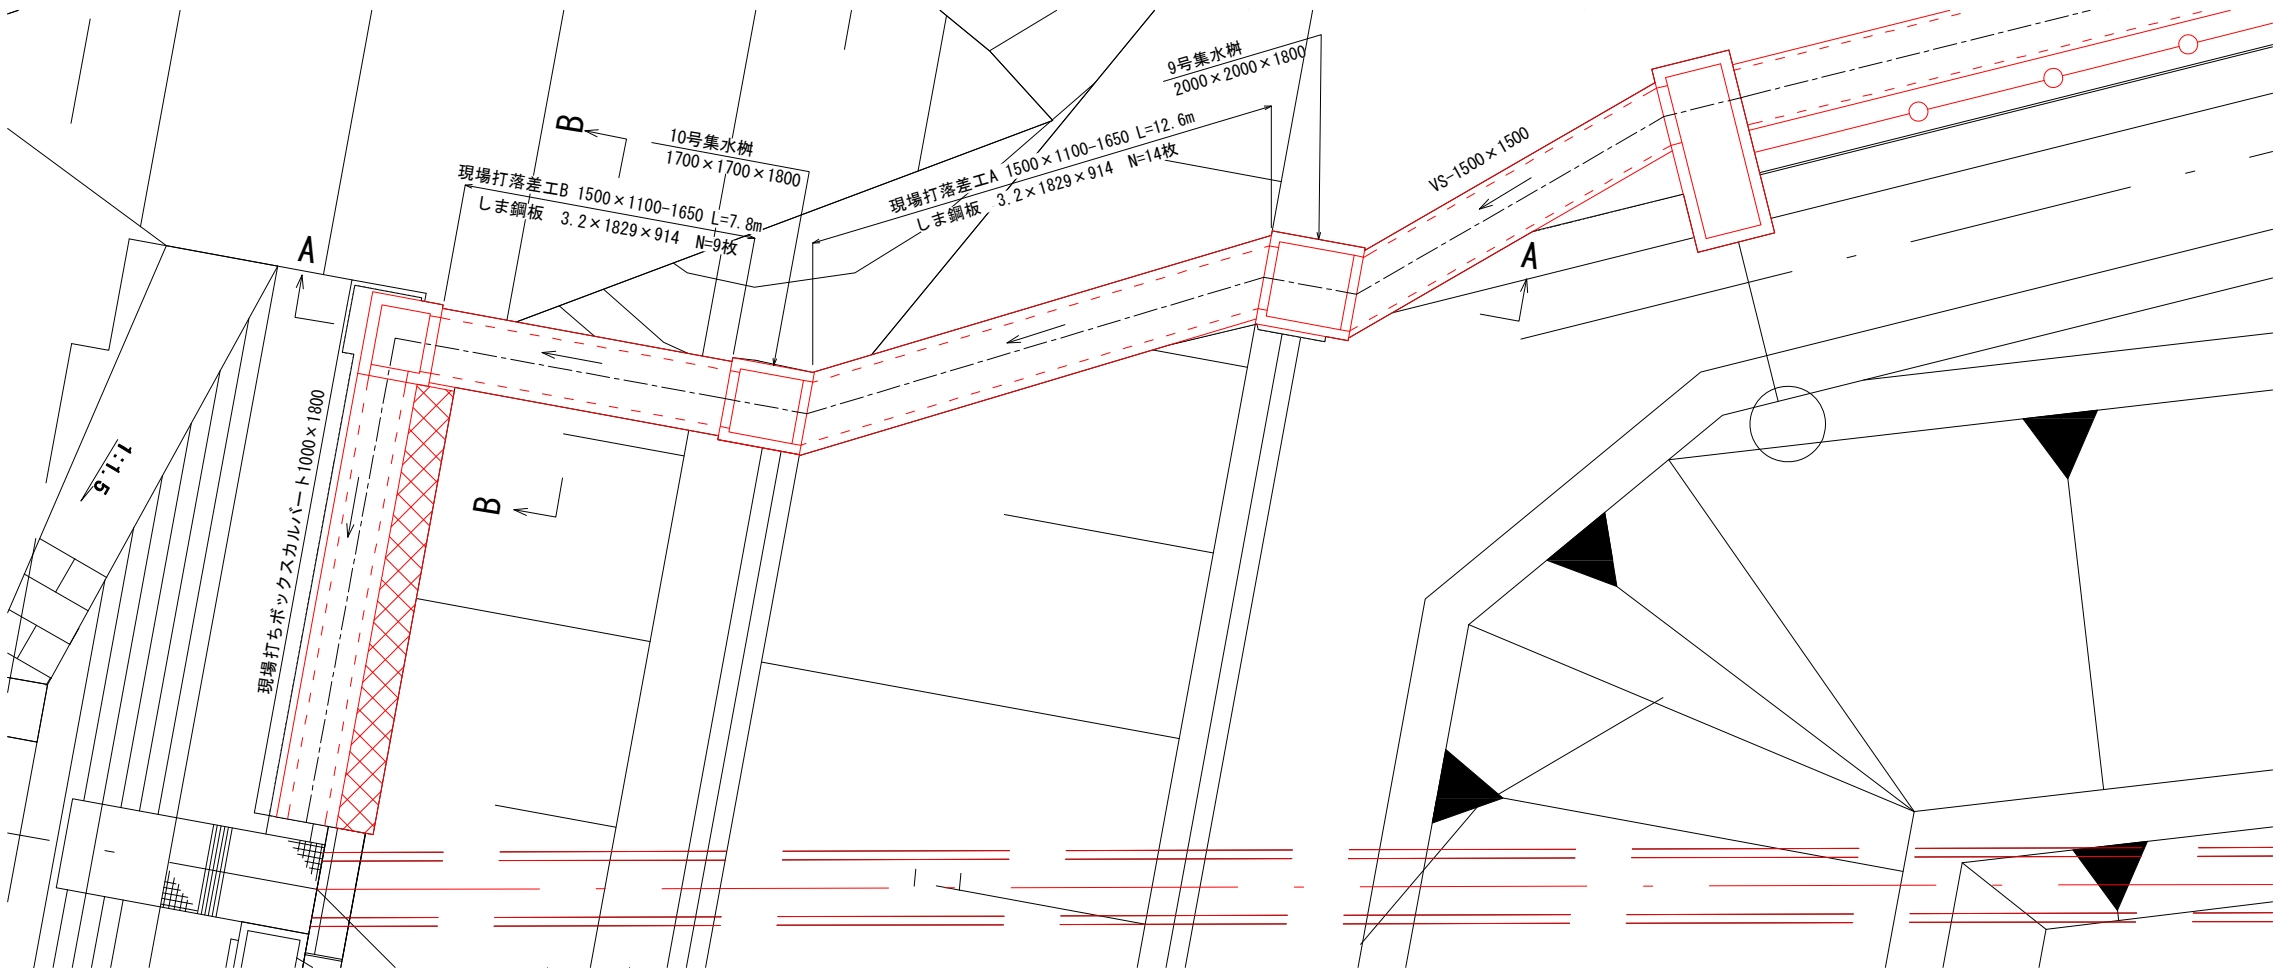 9号集水桝
2000×2000×1800
B
10号集水桝
1700×1700×1800
現場打落差工B 1500×1100-1650 L=7.8m
しま鋼板 3.2×1829×914 N=9枚
現場打落差工A 1500×1100-1650 L=12.6m
しま鋼板 3.2×1829×914 N=14枚
VS-1500×1500
A
A
1:1.5
現場打ちボックスカルバート1000×1800
B